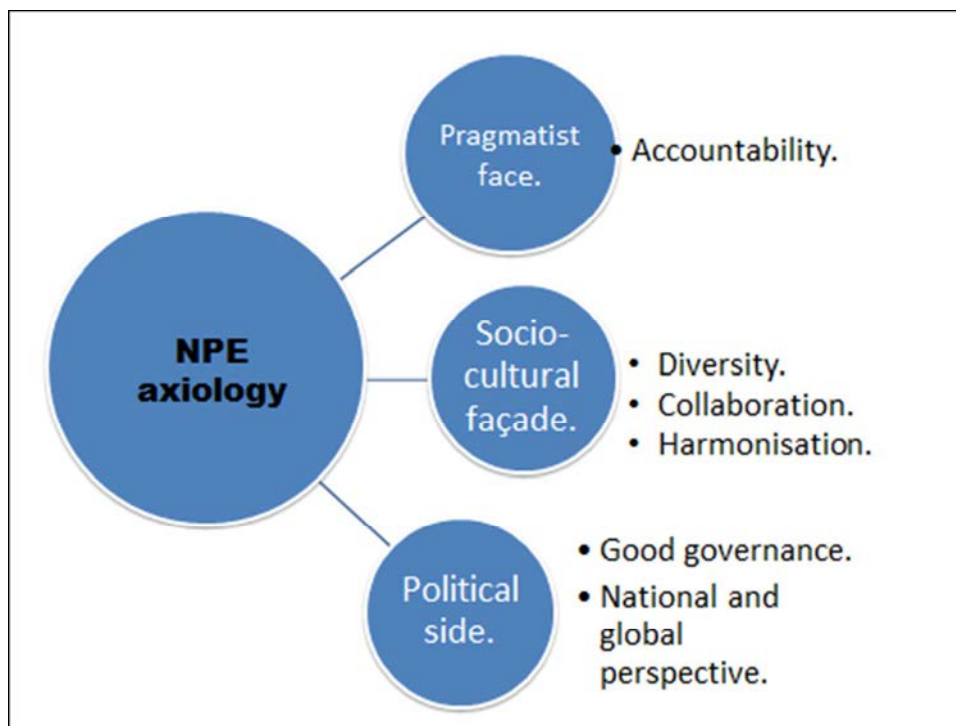 Pragmatist
face.
• Accountability.
NPE
axiology
Socio-
cultural
façade.
• Diversity.
• Collaboration.
• Harmonisation.
Political
side.
• Good governance.
• National and
global
perspective.